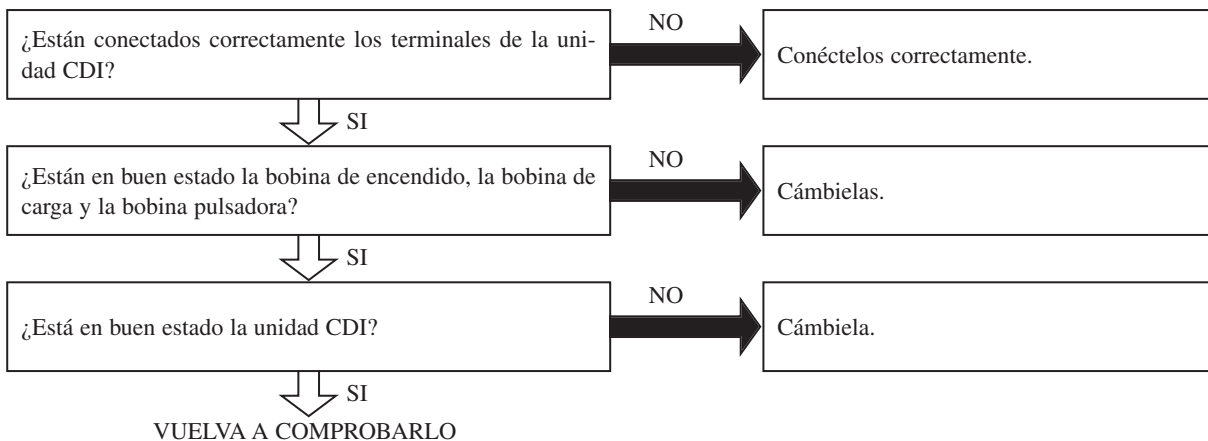 ¿Están conectados correctamente los terminales de la uni-
dad CDI?
NO
Conéctelos correctamente.
SI
¿Están en buen estado la bobina de encendido, la bobina de
carga y la bobina pulsadora?
NO
Cámbielas.
SI
¿Está en buen estado la unidad CDI?
NO
Cámbiela.
SI
VUELVA A COMPROBARLO